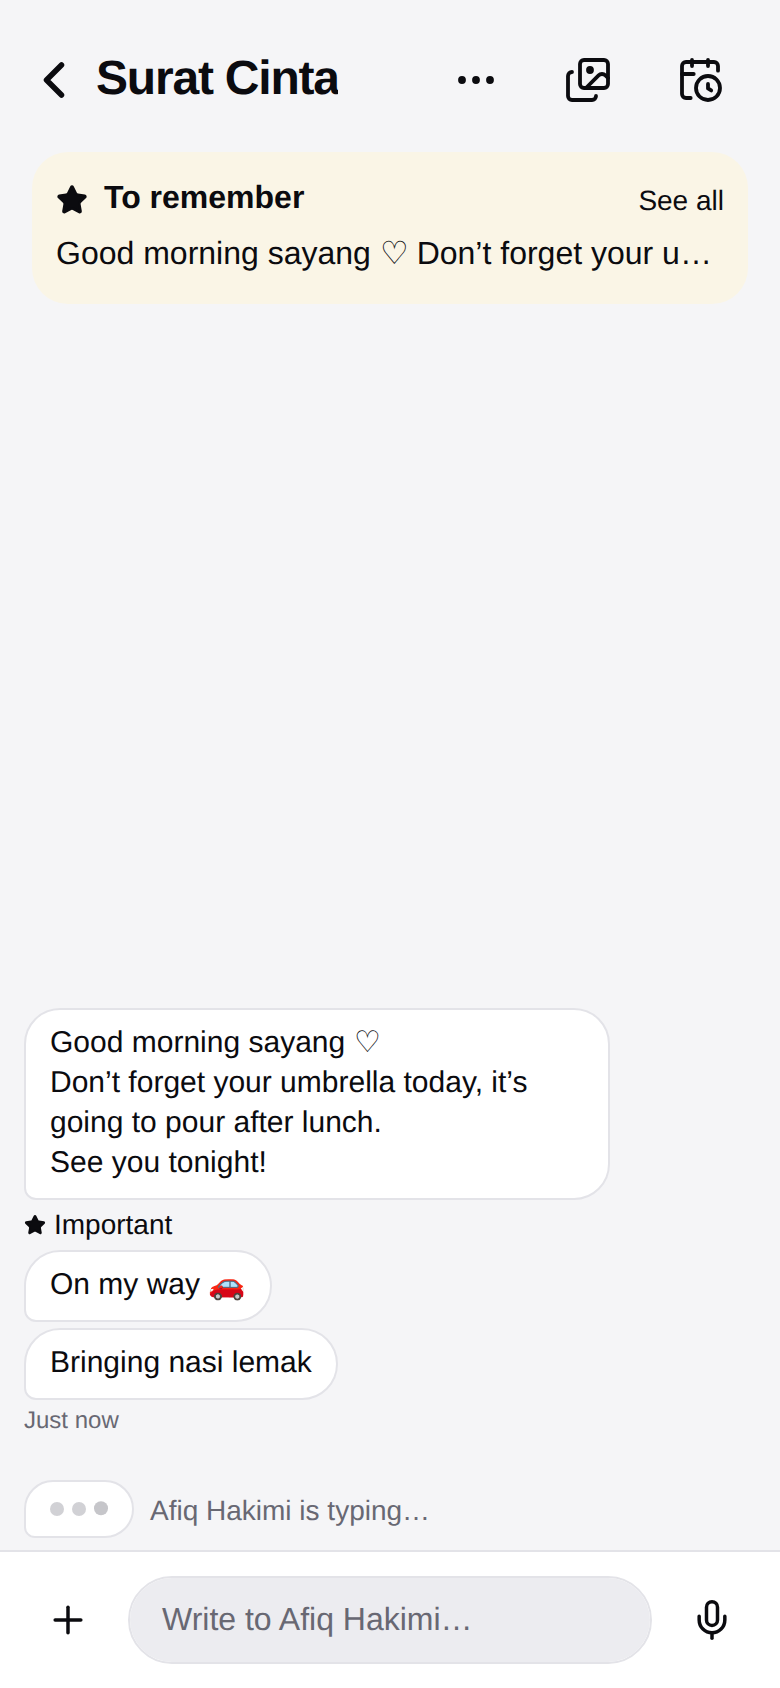 Surat Cinta
To remember
See all
Good morning sayang ♡ Don’t forget your u…
Good morning sayang ♡
Don’t forget your umbrella today, it’s
going to pour after lunch.
See you tonight!
Important
On my way 🚗
Bringing nasi lemak
Just now
Afiq Hakimi is typing…
Write to Afiq Hakimi…